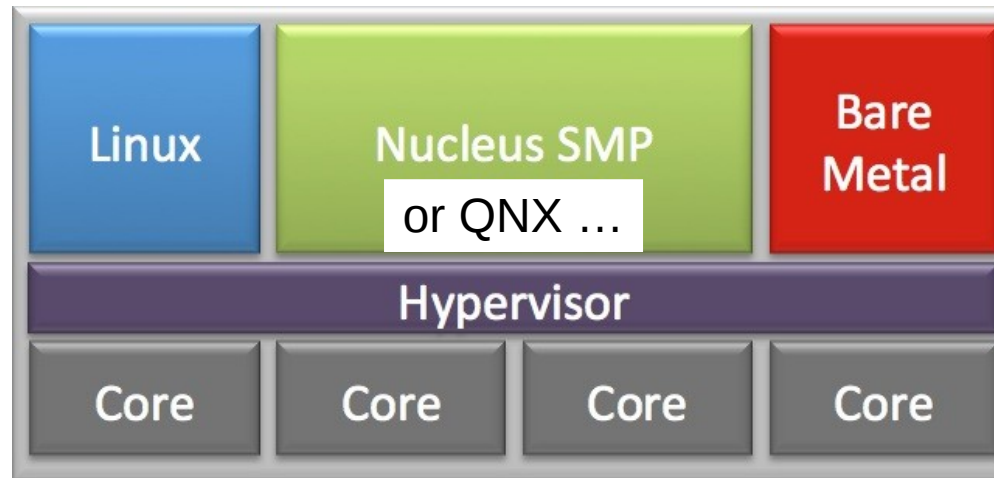 Linux
Nucleus SMP
or QNX …
Bare
Metal
Hypervisor
Core
Core
Core
Core